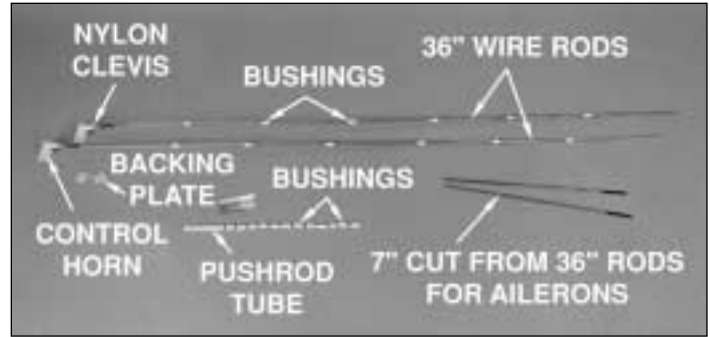 NYLON
CLEVIS
36" WIRE RODS
BUSHINGS
BACKING
PLATE
BUSHINGS
CONTROL
HORN
PUSHROD
TUBE
7" CUT FROM 36" RODS
FOR AILERONS